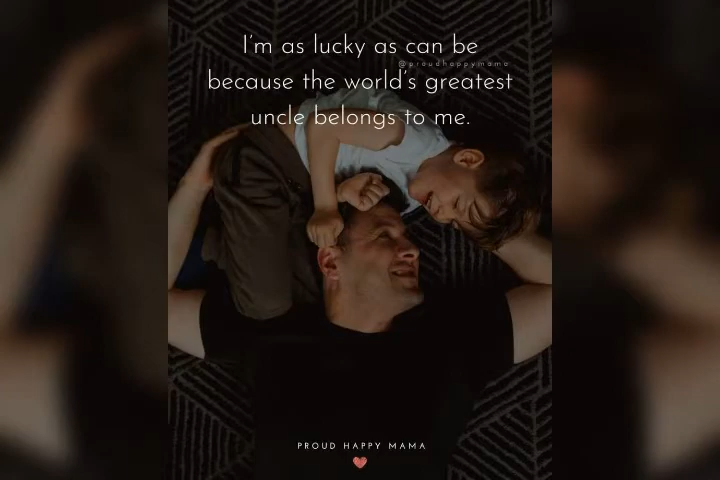 I'm as lucky as can be
@proudhappymama
because the world's greatest
uncle belongs to me.
PROUD HAPPY MAMA